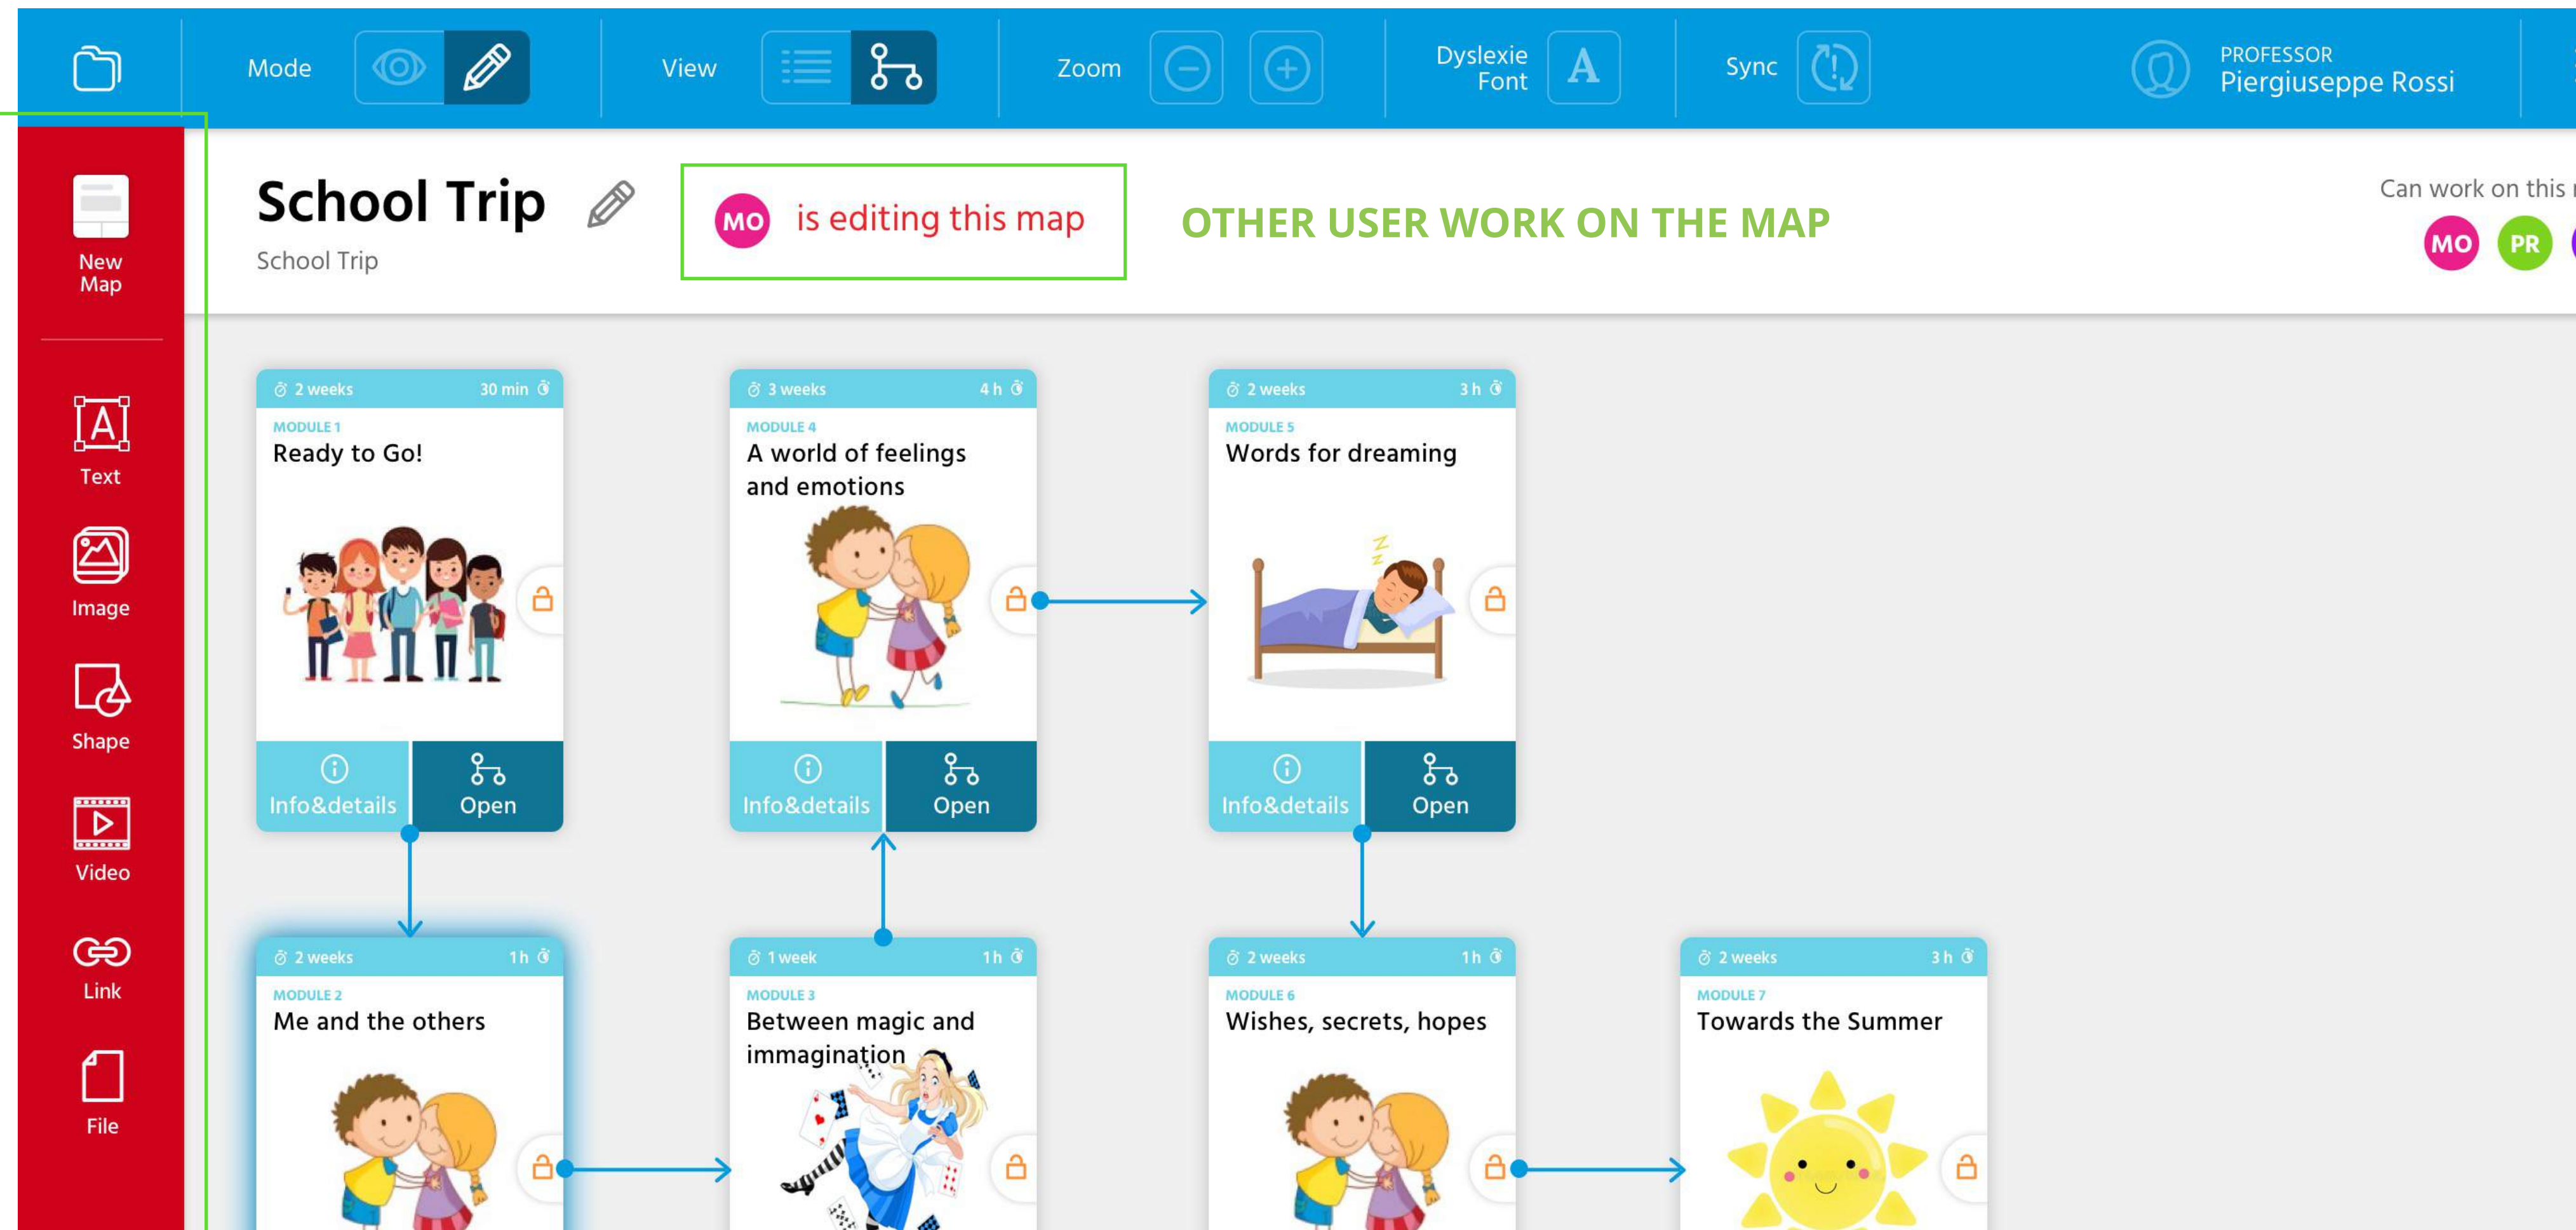 Mode
View
Zoom
Dyslexie
Font
A
Sync
PROFESSOR
Piergiuseppe Rossi
New
Map
Text
Image
Shape
Video
Link
File
School Trip
School Trip
MO is editing this map
OTHER USER WORK ON THE MAP
Can work on this
MO PR
2 weeks 30 min
MODULE 1
Ready to Go!
Info&details Open
3 weeks 4 h
MODULE 4
A world of feelings
and emotions
Info&details Open
2 weeks 3 h
MODULE 5
Words for dreaming
Info&details Open
2 weeks 1 h
MODULE 2
Me and the others
1 week 1 h
MODULE 3
Between magic and
immagination
2 weeks 1 h
MODULE 6
Wishes, secrets, hopes
2 weeks 3 h
MODULE 7
Towards the Summer